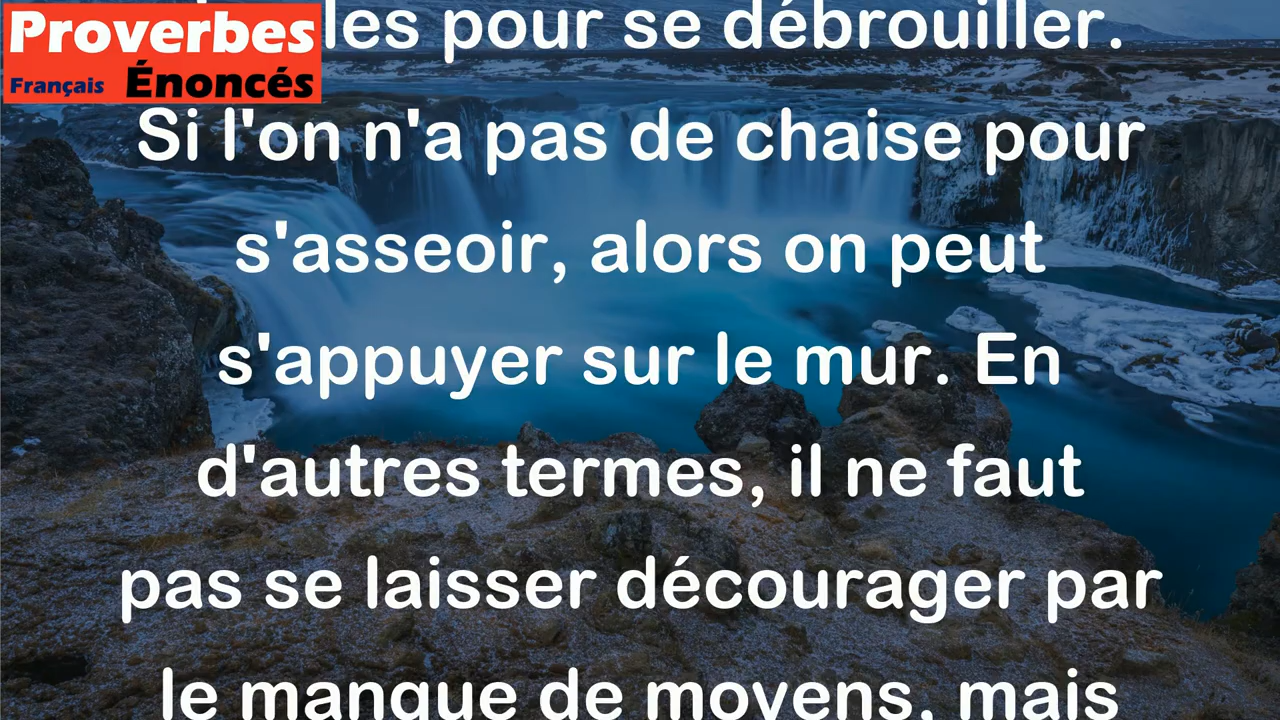 Proverbes
Français Énoncés
les pour se débrouiller.
Si l'on n'a pas de chaise pour
s'asseoir, alors on peut
s'appuyer sur le mur. En
d'autres termes, il ne faut
pas se laisser décourager par
le manque de moyens, mais